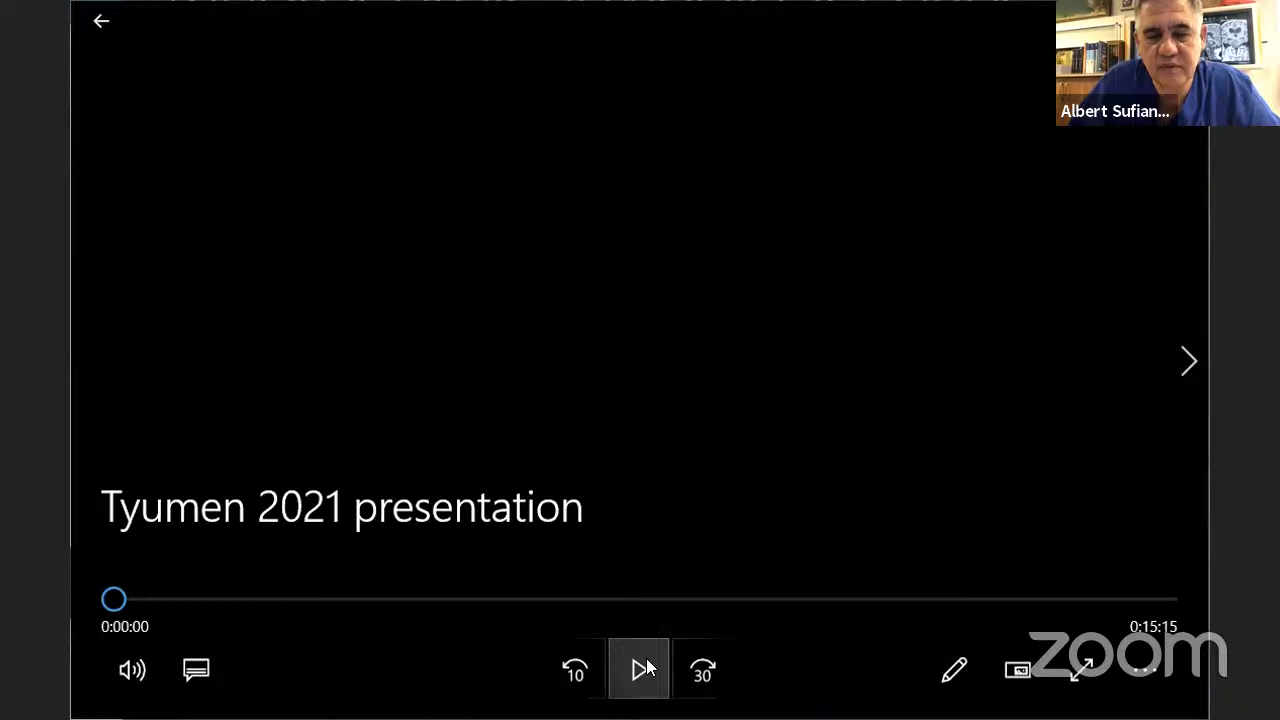 Albert Sufian...
Tyumen 2021 presentation
0:00:00
0:15:15
10
30
zoom